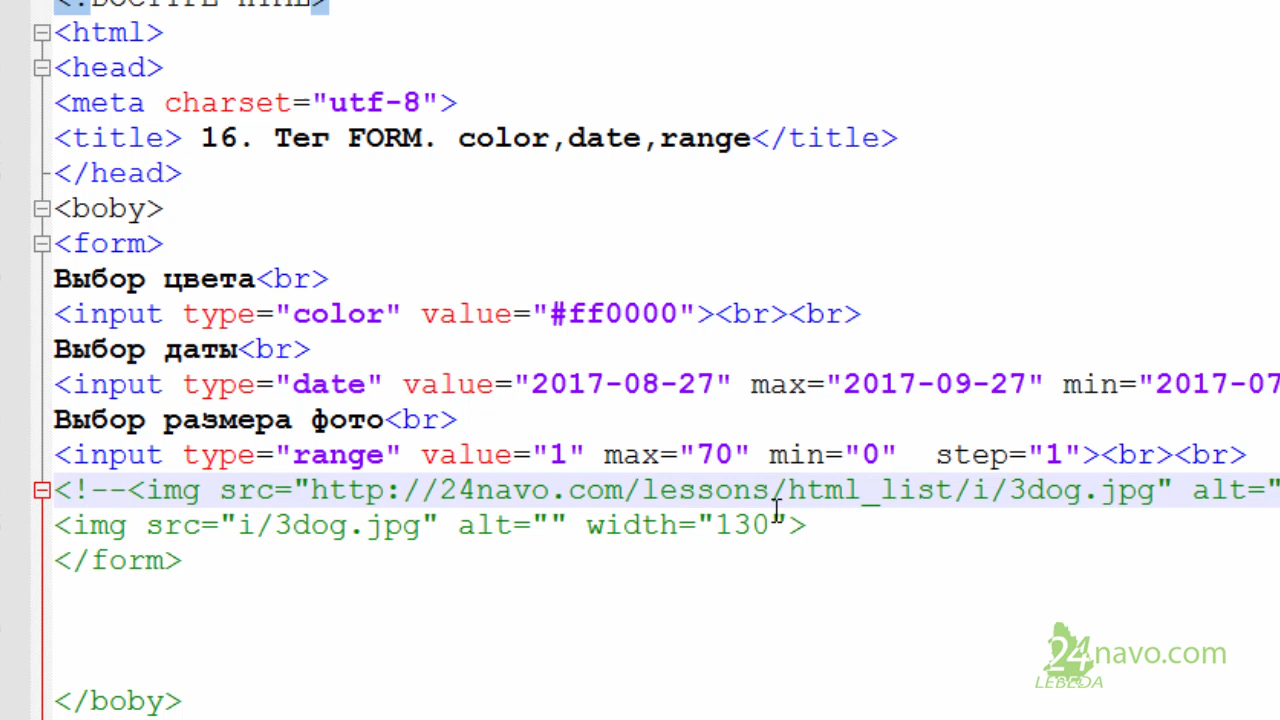 <!DOCTYPE HTML>
<html>
<head>
<meta charset="utf-8">
<title> 16. Тег FORM. color,date,range</title>
</head>
<boby>
<form>
Выбор цвета<br>
<input type="color" value="#ff0000"><br><br>
Выбор даты<br>
<input type="date" value="2017-08-27" max="2017-09-27" min="2017-07
Выбор размера фото<br>
<input type="range" value="1" max="70" min="0"  step="1"><br><br>
<!--<img src="http://24navo.com/lessons/html_list/i/3dog.jpg" alt="
<img src="i/3dog.jpg" alt="" width="130">
</form>
</boby>
24navo.com
LEBEDA